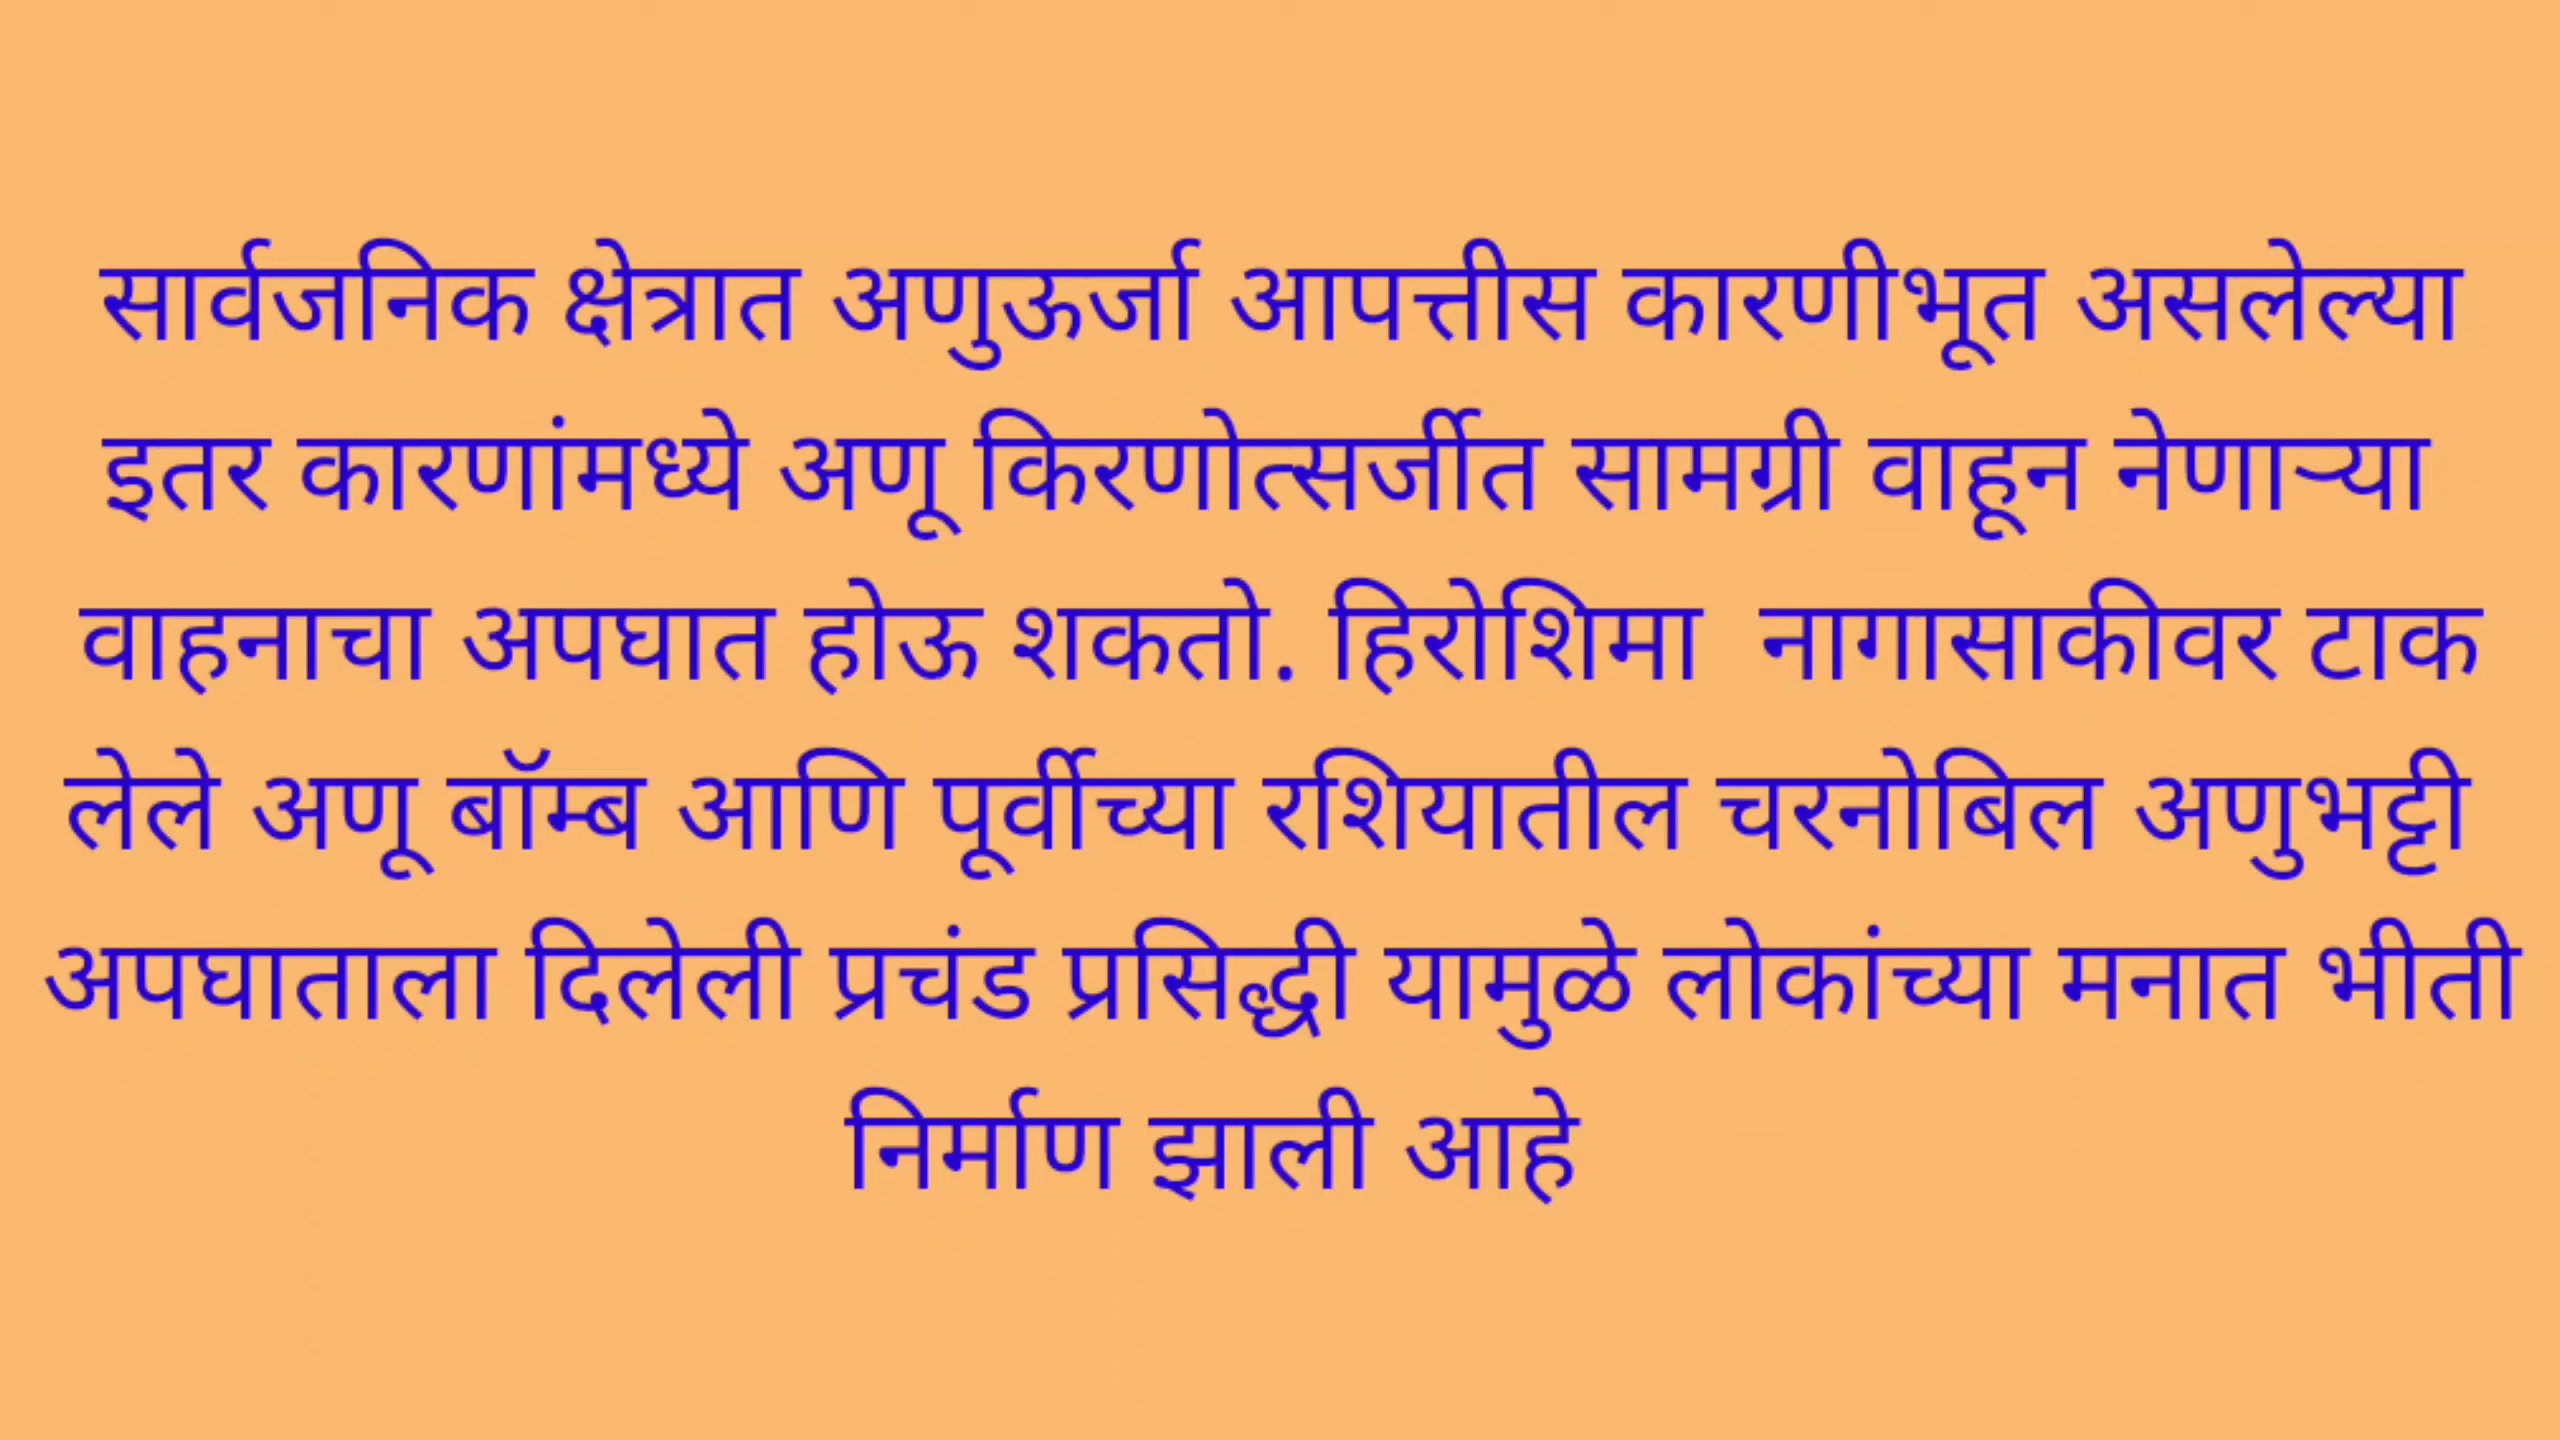 सार्वजनिक क्षेत्रात अणुऊर्जा आपत्तीस कारणीभूत असलेल्या
इतर कारणांमध्ये अणू किरणोत्सर्जीत सामग्री वाहून नेणाऱ्या
वाहनाचा अपघात होऊ शकतो. हिरोशिमा  नागासाकीवर टाक
लेले अणू बॉम्ब आणि पूर्वीच्या रशियातील चरनोबिल अणुभट्टी
अपघाताला दिलेली प्रचंड प्रसिद्धी यामुळे लोकांच्या मनात भीती
निर्माण झाली आहे